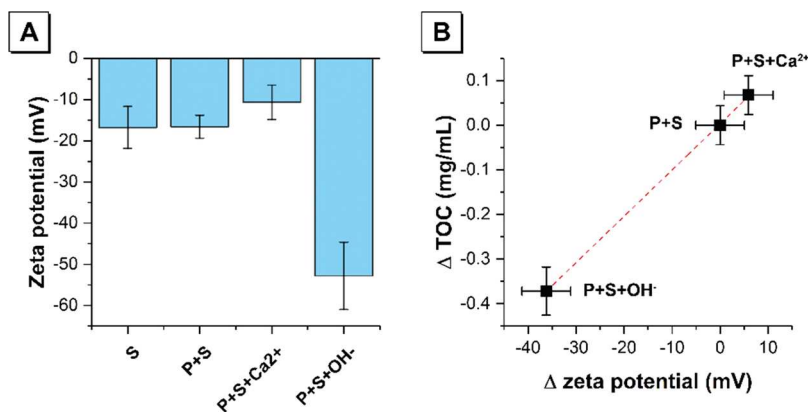 A
Zeta potential (mV)
0
-10
-20
-30
-40
-50
-60
S
P+S
P+S+Ca2+
P+S+OH-
B
Δ TOC (mg/mL)
0.1
0.0
-0.1
-0.2
-0.3
-0.4
P+S+Ca²⁺
P+S
P+S+OH⁻
-40
-30
-20
-10
0
10
Δ zeta potential (mV)